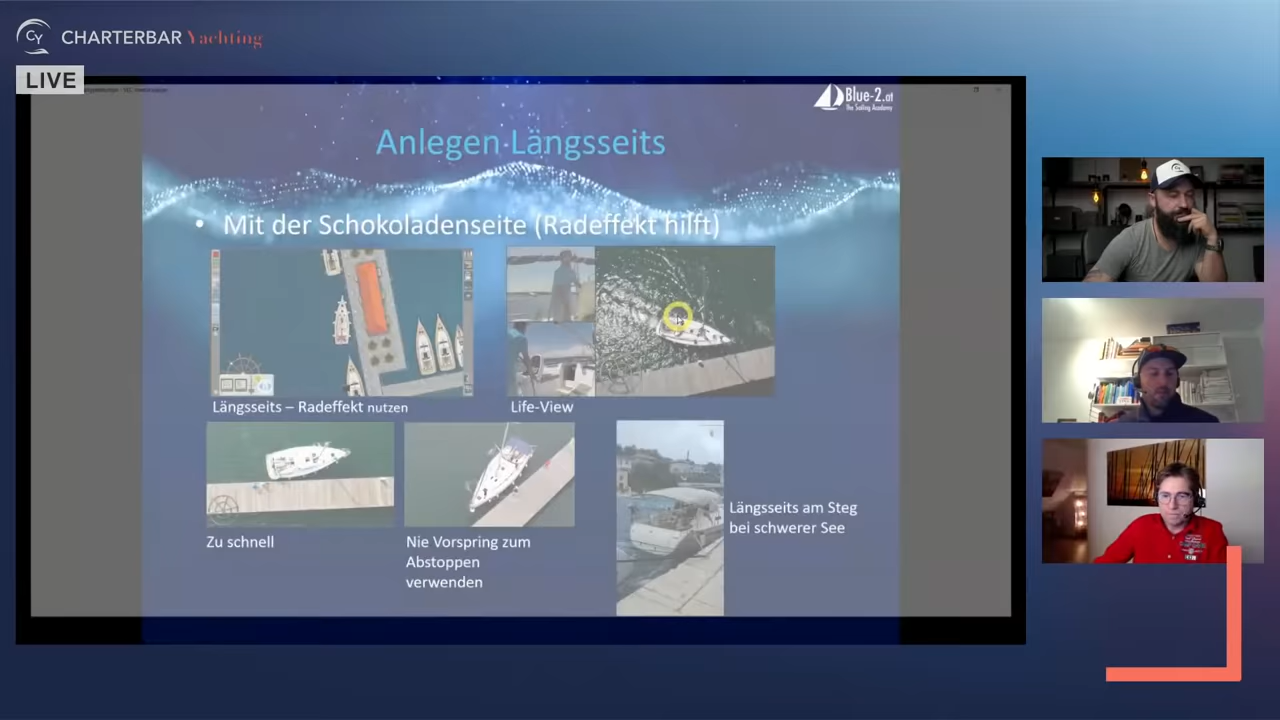 CY CHARTERBAR Yachting
LIVE
Blue-2.at
The Sailing Academy
Anlegen Längsseits
• Mit der Schokoladenseite (Radeffekt hilft)
Längsseits – Radeffekt nutzen
Life-View
Zu schnell
Nie Vorspring zum
Abstoppen
verwenden
Längsseits am Steg
bei schwerer See